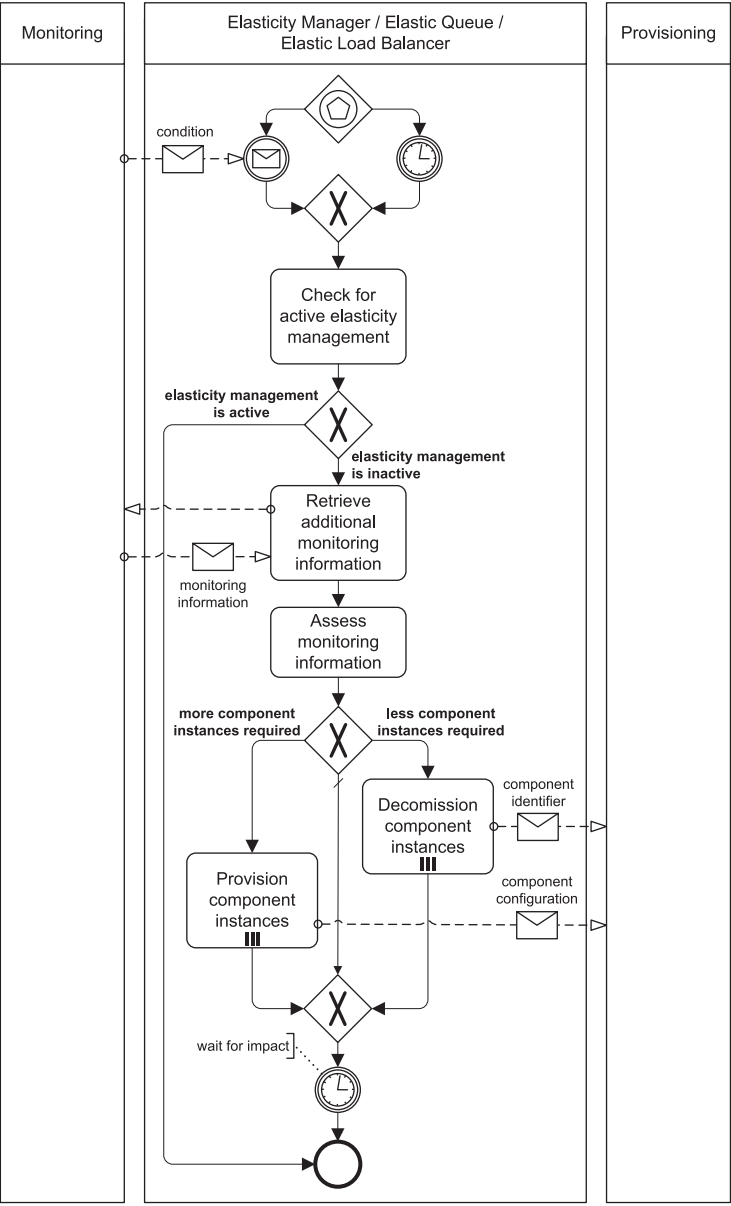 Monitoring
Elasticity Manager / Elastic Queue /
Elastic Load Balancer
Provisioning
condition
Check for
active elasticity
management
elasticity management
is active
elasticity management
is inactive
Retrieve
additional
monitoring
information
monitoring
information
Assess
monitoring
information
more component
instances required
less component
instances required
Decomission
component
instances
component
identifier
Provision
component
instances
component
configuration
wait for impact